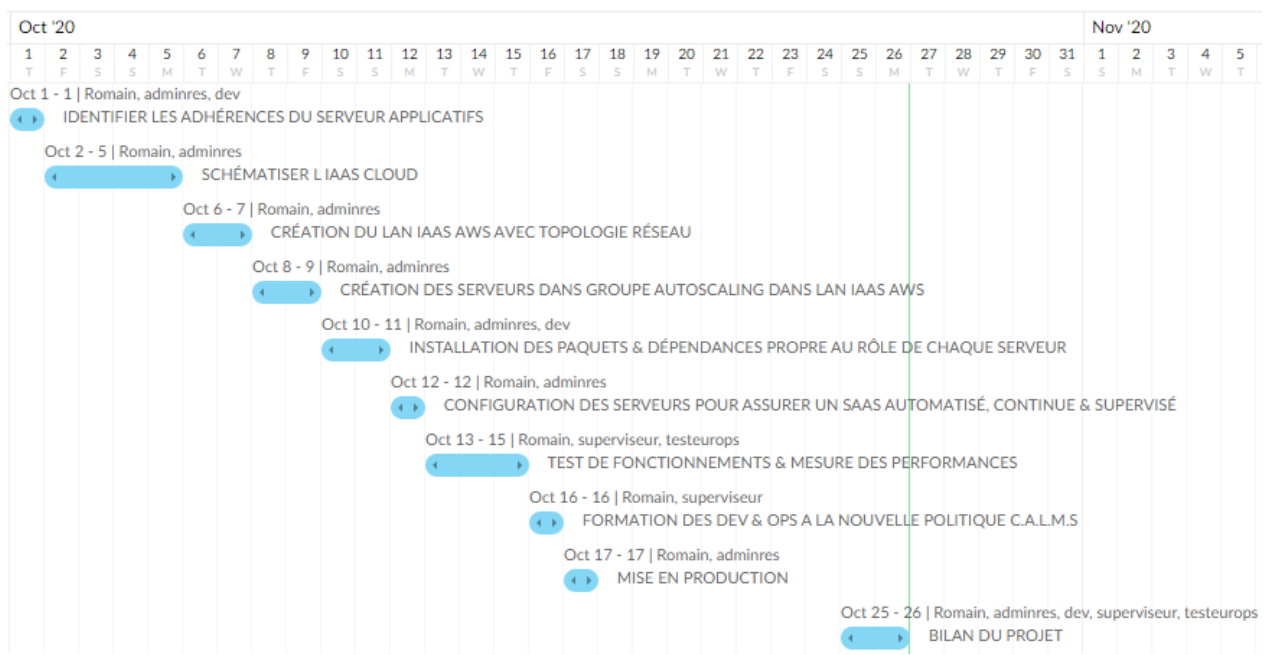 Oct '20 Nov '20
1 2 3 4 5 6 7 8 9 10 11 12 13 14 15 16 17 18 19 20 21 22 23 24 25 26 27 28 29 30 31 1 2 3 4 5
T F S S M T W T F S S M T W T F S S M T W T F S S M T W T F S S M T W T
Oct 1 - 1 | Romain, adminres, dev
IDENTIFIER LES ADHÉRENCES DU SERVEUR APPLICATIFS
Oct 2 - 5 | Romain, adminres
SCHÉMATISER L IAAS CLOUD
Oct 6 - 7 | Romain, adminres
CRÉATION DU LAN IAAS AWS AVEC TOPOLOGIE RÉSEAU
Oct 8 - 9 | Romain, adminres
CRÉATION DES SERVEURS DANS GROUPE AUTOSCALING DANS LAN IAAS AWS
Oct 10 - 11 | Romain, adminres, dev
INSTALLATION DES PAQUETS & DÉPENDANCES PROPRE AU RÔLE DE CHAQUE SERVEUR
Oct 12 - 12 | Romain, adminres
CONFIGURATION DES SERVEURS POUR ASSURER UN SAAS AUTOMATISÉ, CONTINUE & SUPERVISÉ
Oct 13 - 15 | Romain, superviseur, testeurops
TEST DE FONCTIONNEMENTS & MESURE DES PERFORMANCES
Oct 16 - 16 | Romain, superviseur
FORMATION DES DEV & OPS A LA NOUVELLE POLITIQUE C.A.L.M.S
Oct 17 - 17 | Romain, adminres
MISE EN PRODUCTION
Oct 25 - 26 | Romain, adminres, dev, superviseur, testeurops
BILAN DU PROJET